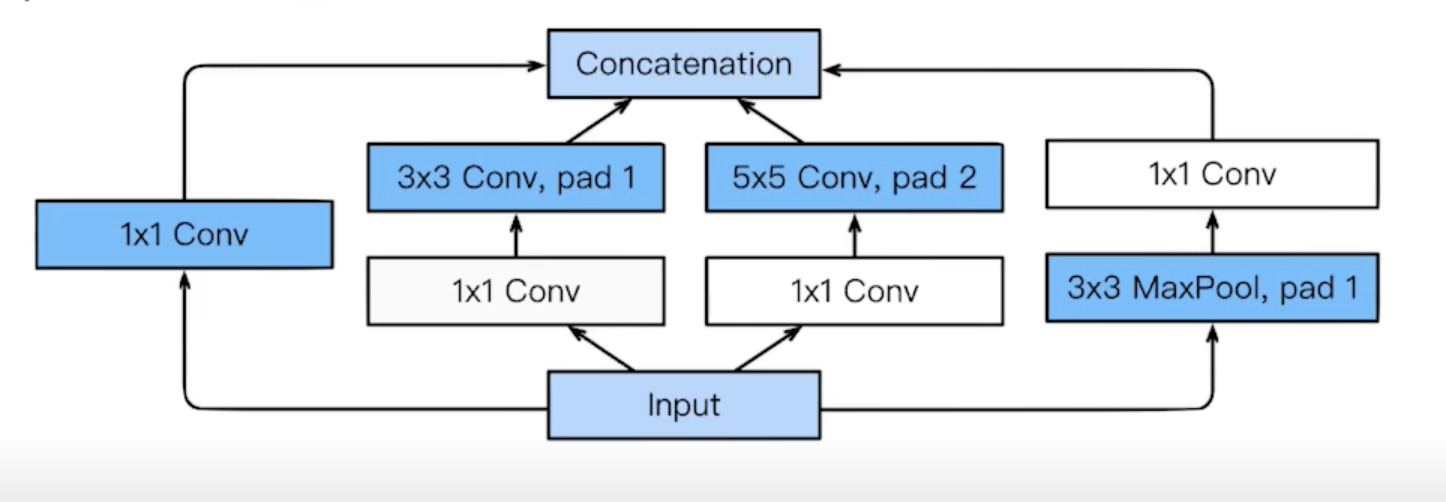 Concatenation
3x3 Conv, pad 1
5x5 Conv, pad 2
1x1 Conv
1x1 Conv
1x1 Conv
1x1 Conv
3x3 MaxPool, pad 1
Input